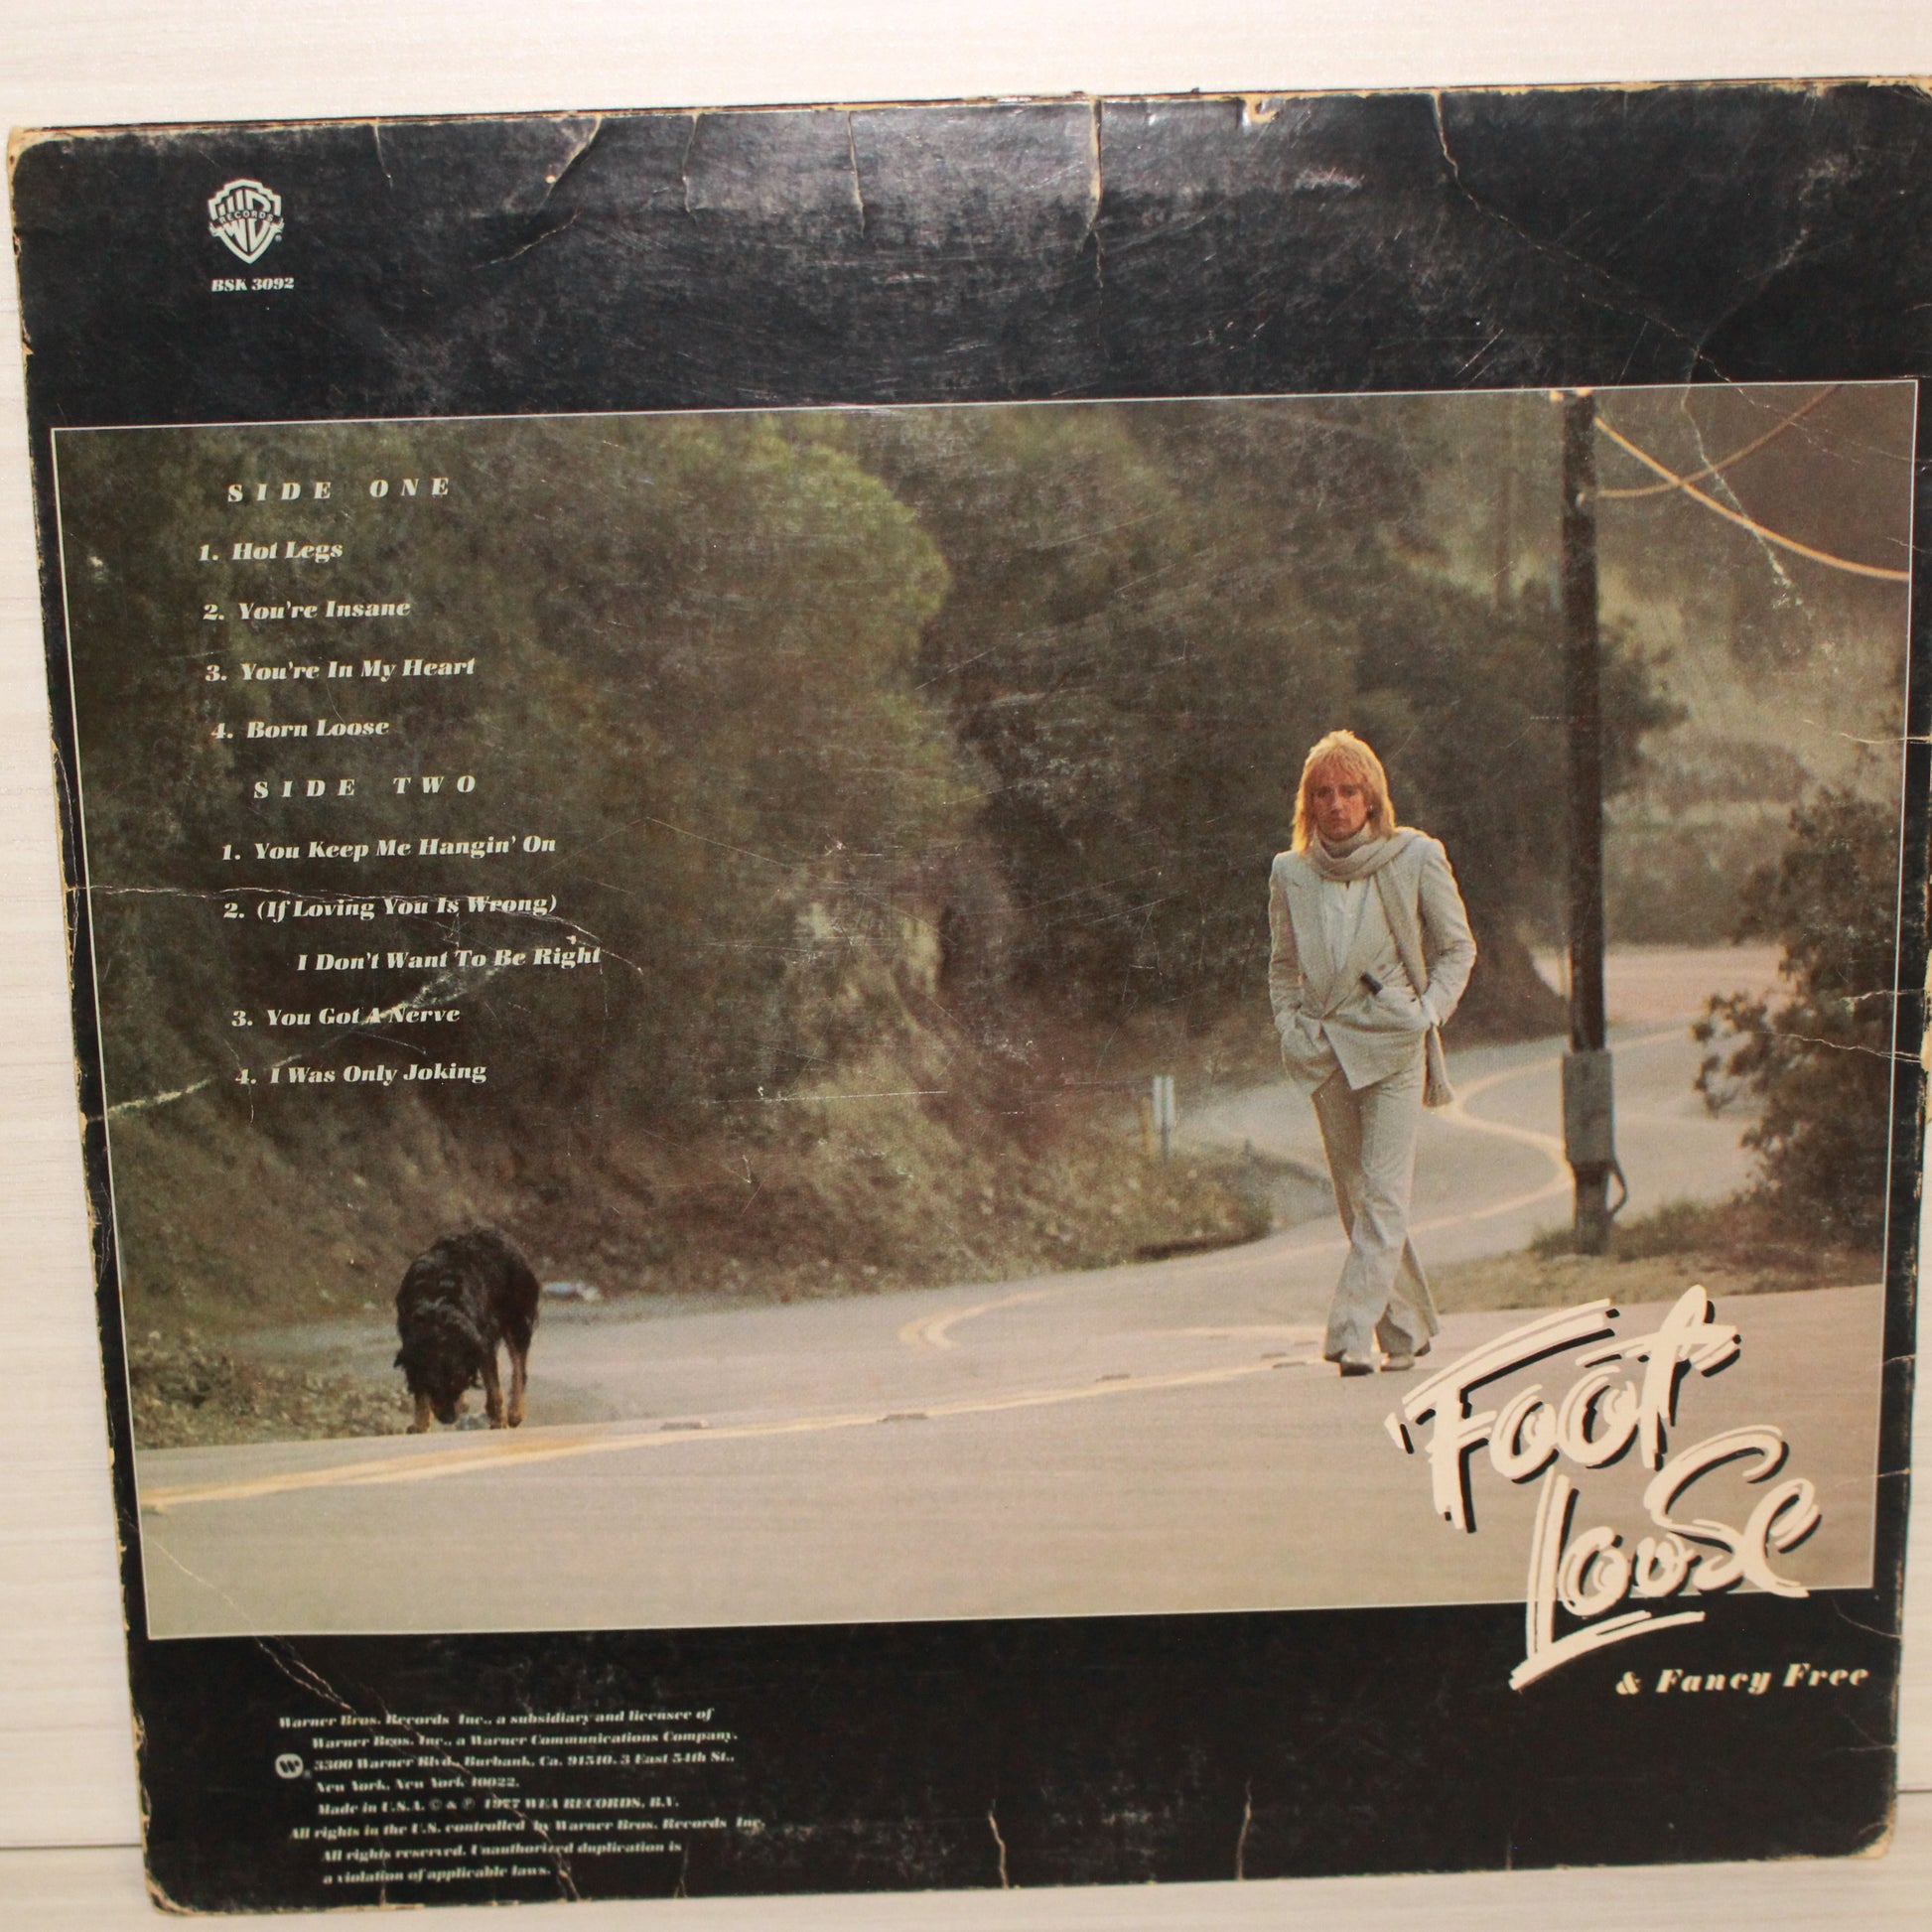 RECORDS
BSK 3092
SIDE ONE
1. Hot Legs
2. You're Insane
3. You're In My Heart
4. Born Loose
SIDE TWO
1. You Keep Me Hangin' On
2. (If Loving You Is Wrong)
I Don't Want To Be Right
3. You Got A Nerve
4. I Was Only Joking
Foot
Loose
& Fancy Free
Warner Bros. Records Inc., a subsidiary and licensee of
Warner Bros. Inc., a Warner Communications Company.
3300 Warner Blvd., Burbank, Ca. 91510. 3 East 54th St.,
New York, New York 10022.
Made in U.S.A. © & ℗ 1977 WEA RECORDS, B.V.
All rights in the U.S. controlled by Warner Bros. Records Inc.
All rights reserved. Unauthorized duplication is
a violation of applicable laws.